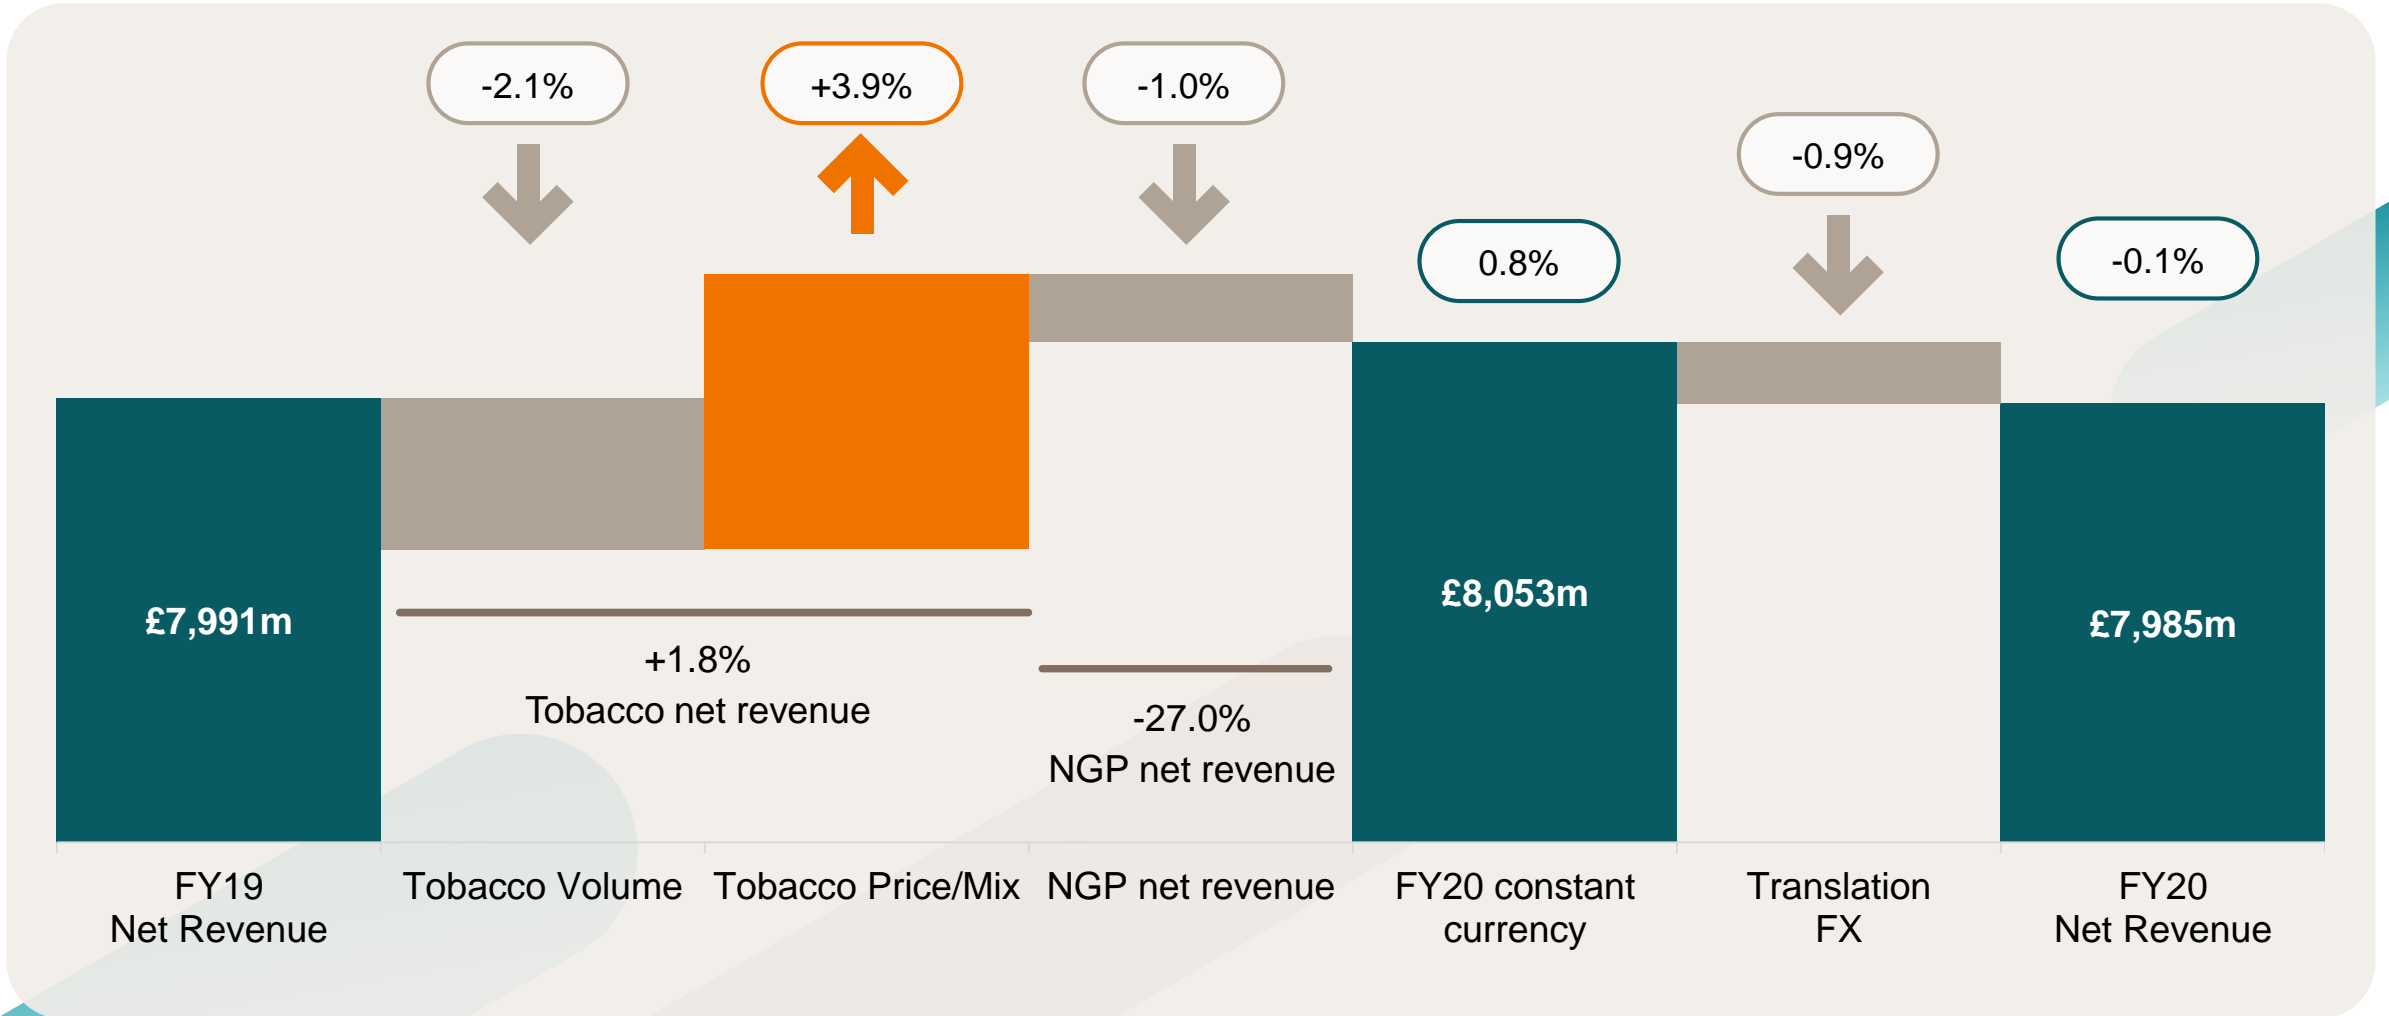 -2.1%
+3.9%
-1.0%
-0.9%
0.8%
-0.1%
£7,991m
£8,053m
£7,985m
+1.8%
Tobacco net revenue
-27.0%
NGP net revenue
FY19
Net Revenue
Tobacco Volume
Tobacco Price/Mix
NGP net revenue
FY20 constant
currency
Translation
FX
FY20
Net Revenue